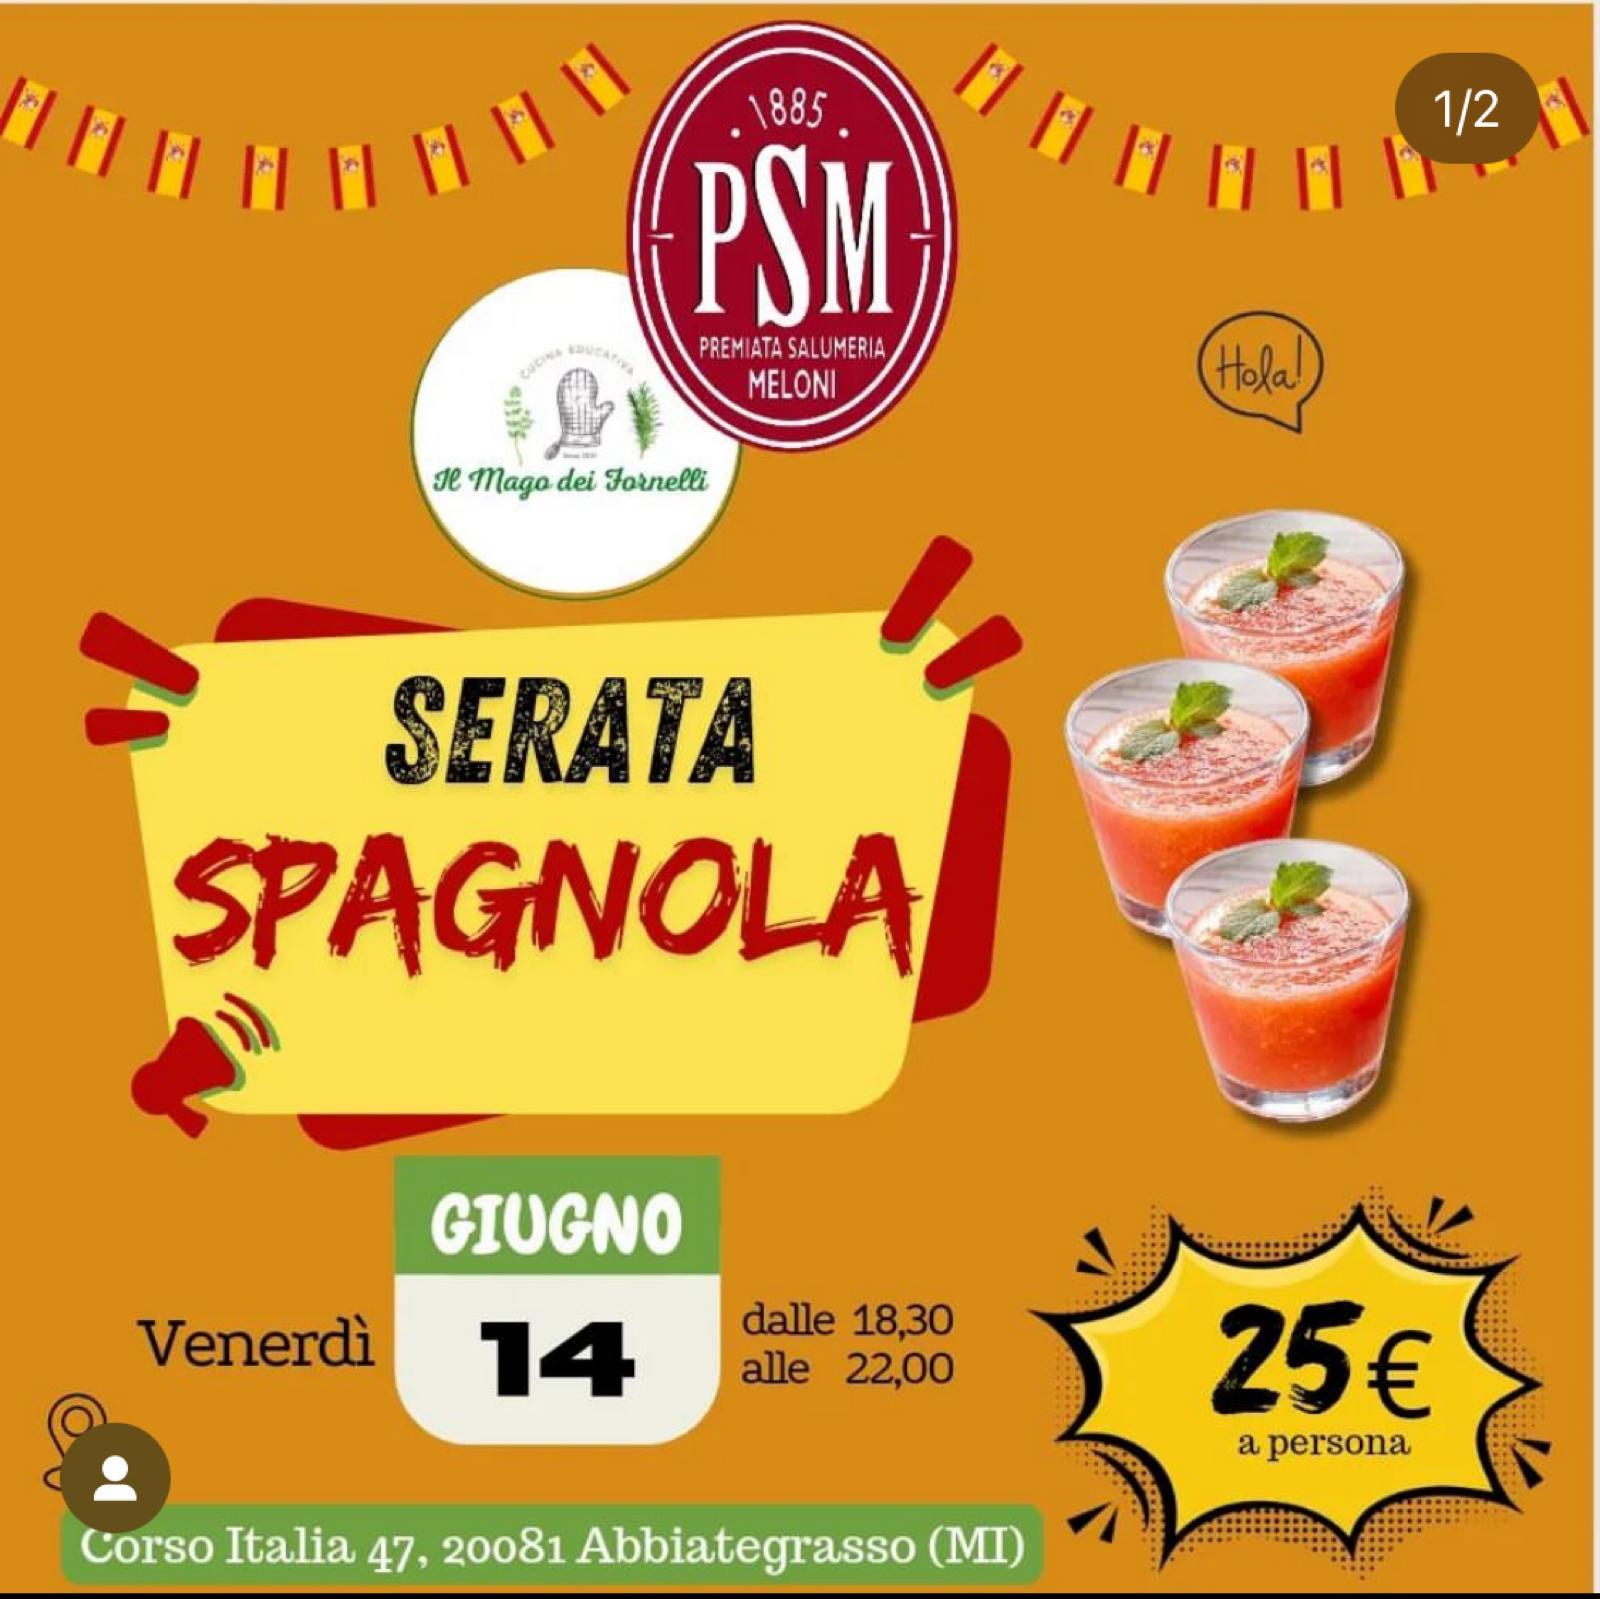 1/2
1885
PSM
PREMIATA SALUMERIA
MELONI
Hola!
CUCINA EDUCATIVA
Il Mago dei Fornelli
SERATA
SPAGNOLA
GIUGNO
Venerdì
14
dalle 18,30
alle 22,00
25€
a persona
Corso Italia 47, 20081 Abbiategrasso (MI)